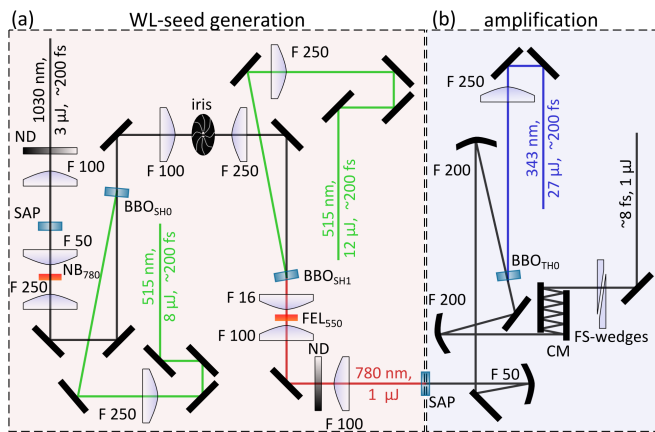 (a)
WL-seed generation
(b)
amplification
1030 nm,
3 µJ, ~200 fs
ND
F 100
SAP
F 50
NB780
F 250
BBOSH0
515 nm,
8 µJ, ~200 fs
F 250
F 100
iris
F 250
F 250
515 nm,
12 µJ, ~200 fs
BBOSH1
F 16
FEL550
F 100
ND
F 100
780 nm,
1 µJ
SAP
F 250
343 nm,
27 µJ, ~200 fs
F 200
BBOTH0
F 200
F 50
CM
FS-wedges
~8 fs, 1 µJ